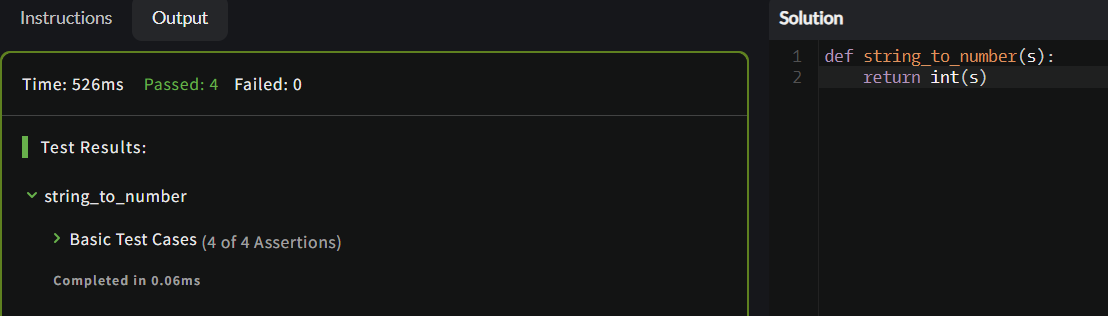 Instructions Output
Time: 526ms Passed: 4 Failed: 0
Test Results:
string_to_number
Basic Test Cases (4 of 4 Assertions)
Completed in 0.06ms
Solution
1 def string_to_number(s):
2     return int(s)